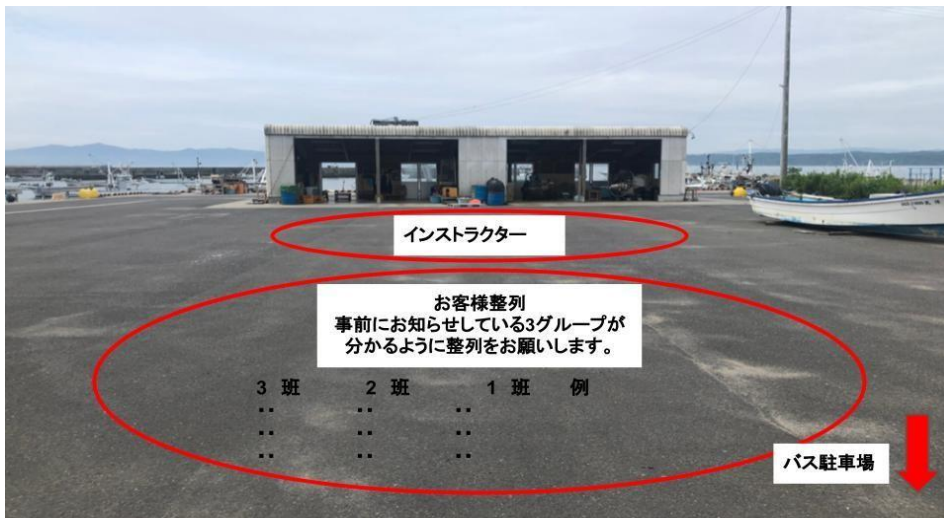 インストラクター
お客様整列
事前にお知らせしている3グループが
分かるように整列をお願いします。
3 班 2 班 1 班 例
バス駐車場